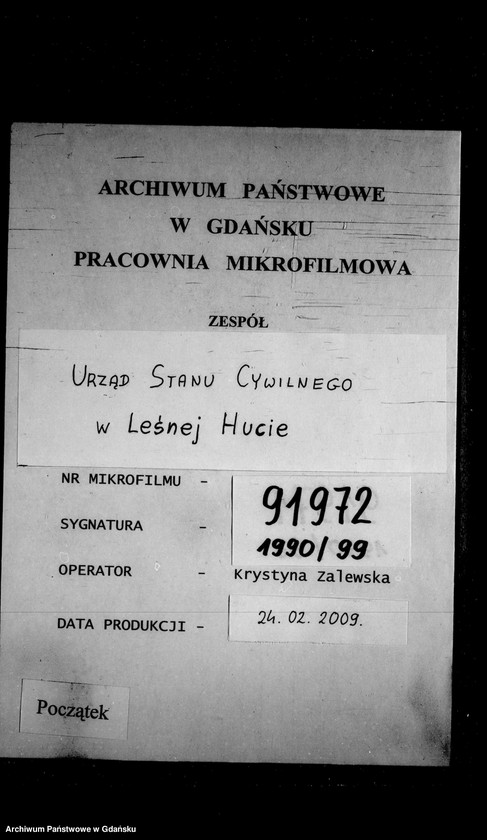 ARCHIWUM PAŃSTWOWE
W GDAŃSKU
PRACOWNIA MIKROFILMOWA
ZESPÓŁ
URZĄD STANU CYWILNEGO
w Leśnej Hucie
NR MIKROFILMU - 91972
SYGNATURA - 1990/99
OPERATOR - Krystyna Zalewska
DATA PRODUKCJI - 24. 02. 2009.
Początek
Archiwum Państwowe w Gdańsku